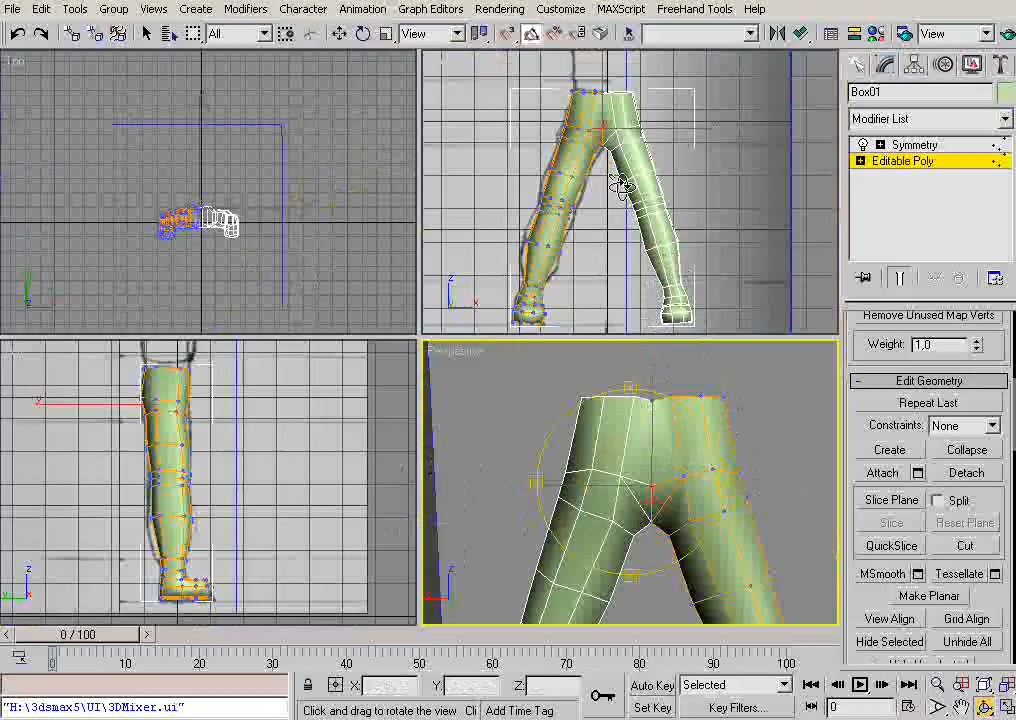 File Edit Tools Group Views Create Modifiers Character Animation Graph Editors Rendering Customize MAXScript FreeHand Tools Help
All View View
Perspective
Box01
Modifier List
Symmetry
Editable Poly
Remove Unused Map Verts
Weight: 1,0
Edit Geometry
Repeat Last
Constraints: None
Create Collapse
Attach Detach
Slice Plane Split
Slice Reset Plane
QuickSlice Cut
MSmooth Tessellate
Make Planar
View Align Grid Align
Hide Selected Unhide All
0 / 100
0 10 20 30 40 50 60 70 80 90 100
X: Y: Z: Auto Key Selected
"H:\3dsmax5\UI\3DMixer.ui" Click and drag to rotate the view Cli Add Time Tag Set Key Key Filters... 0